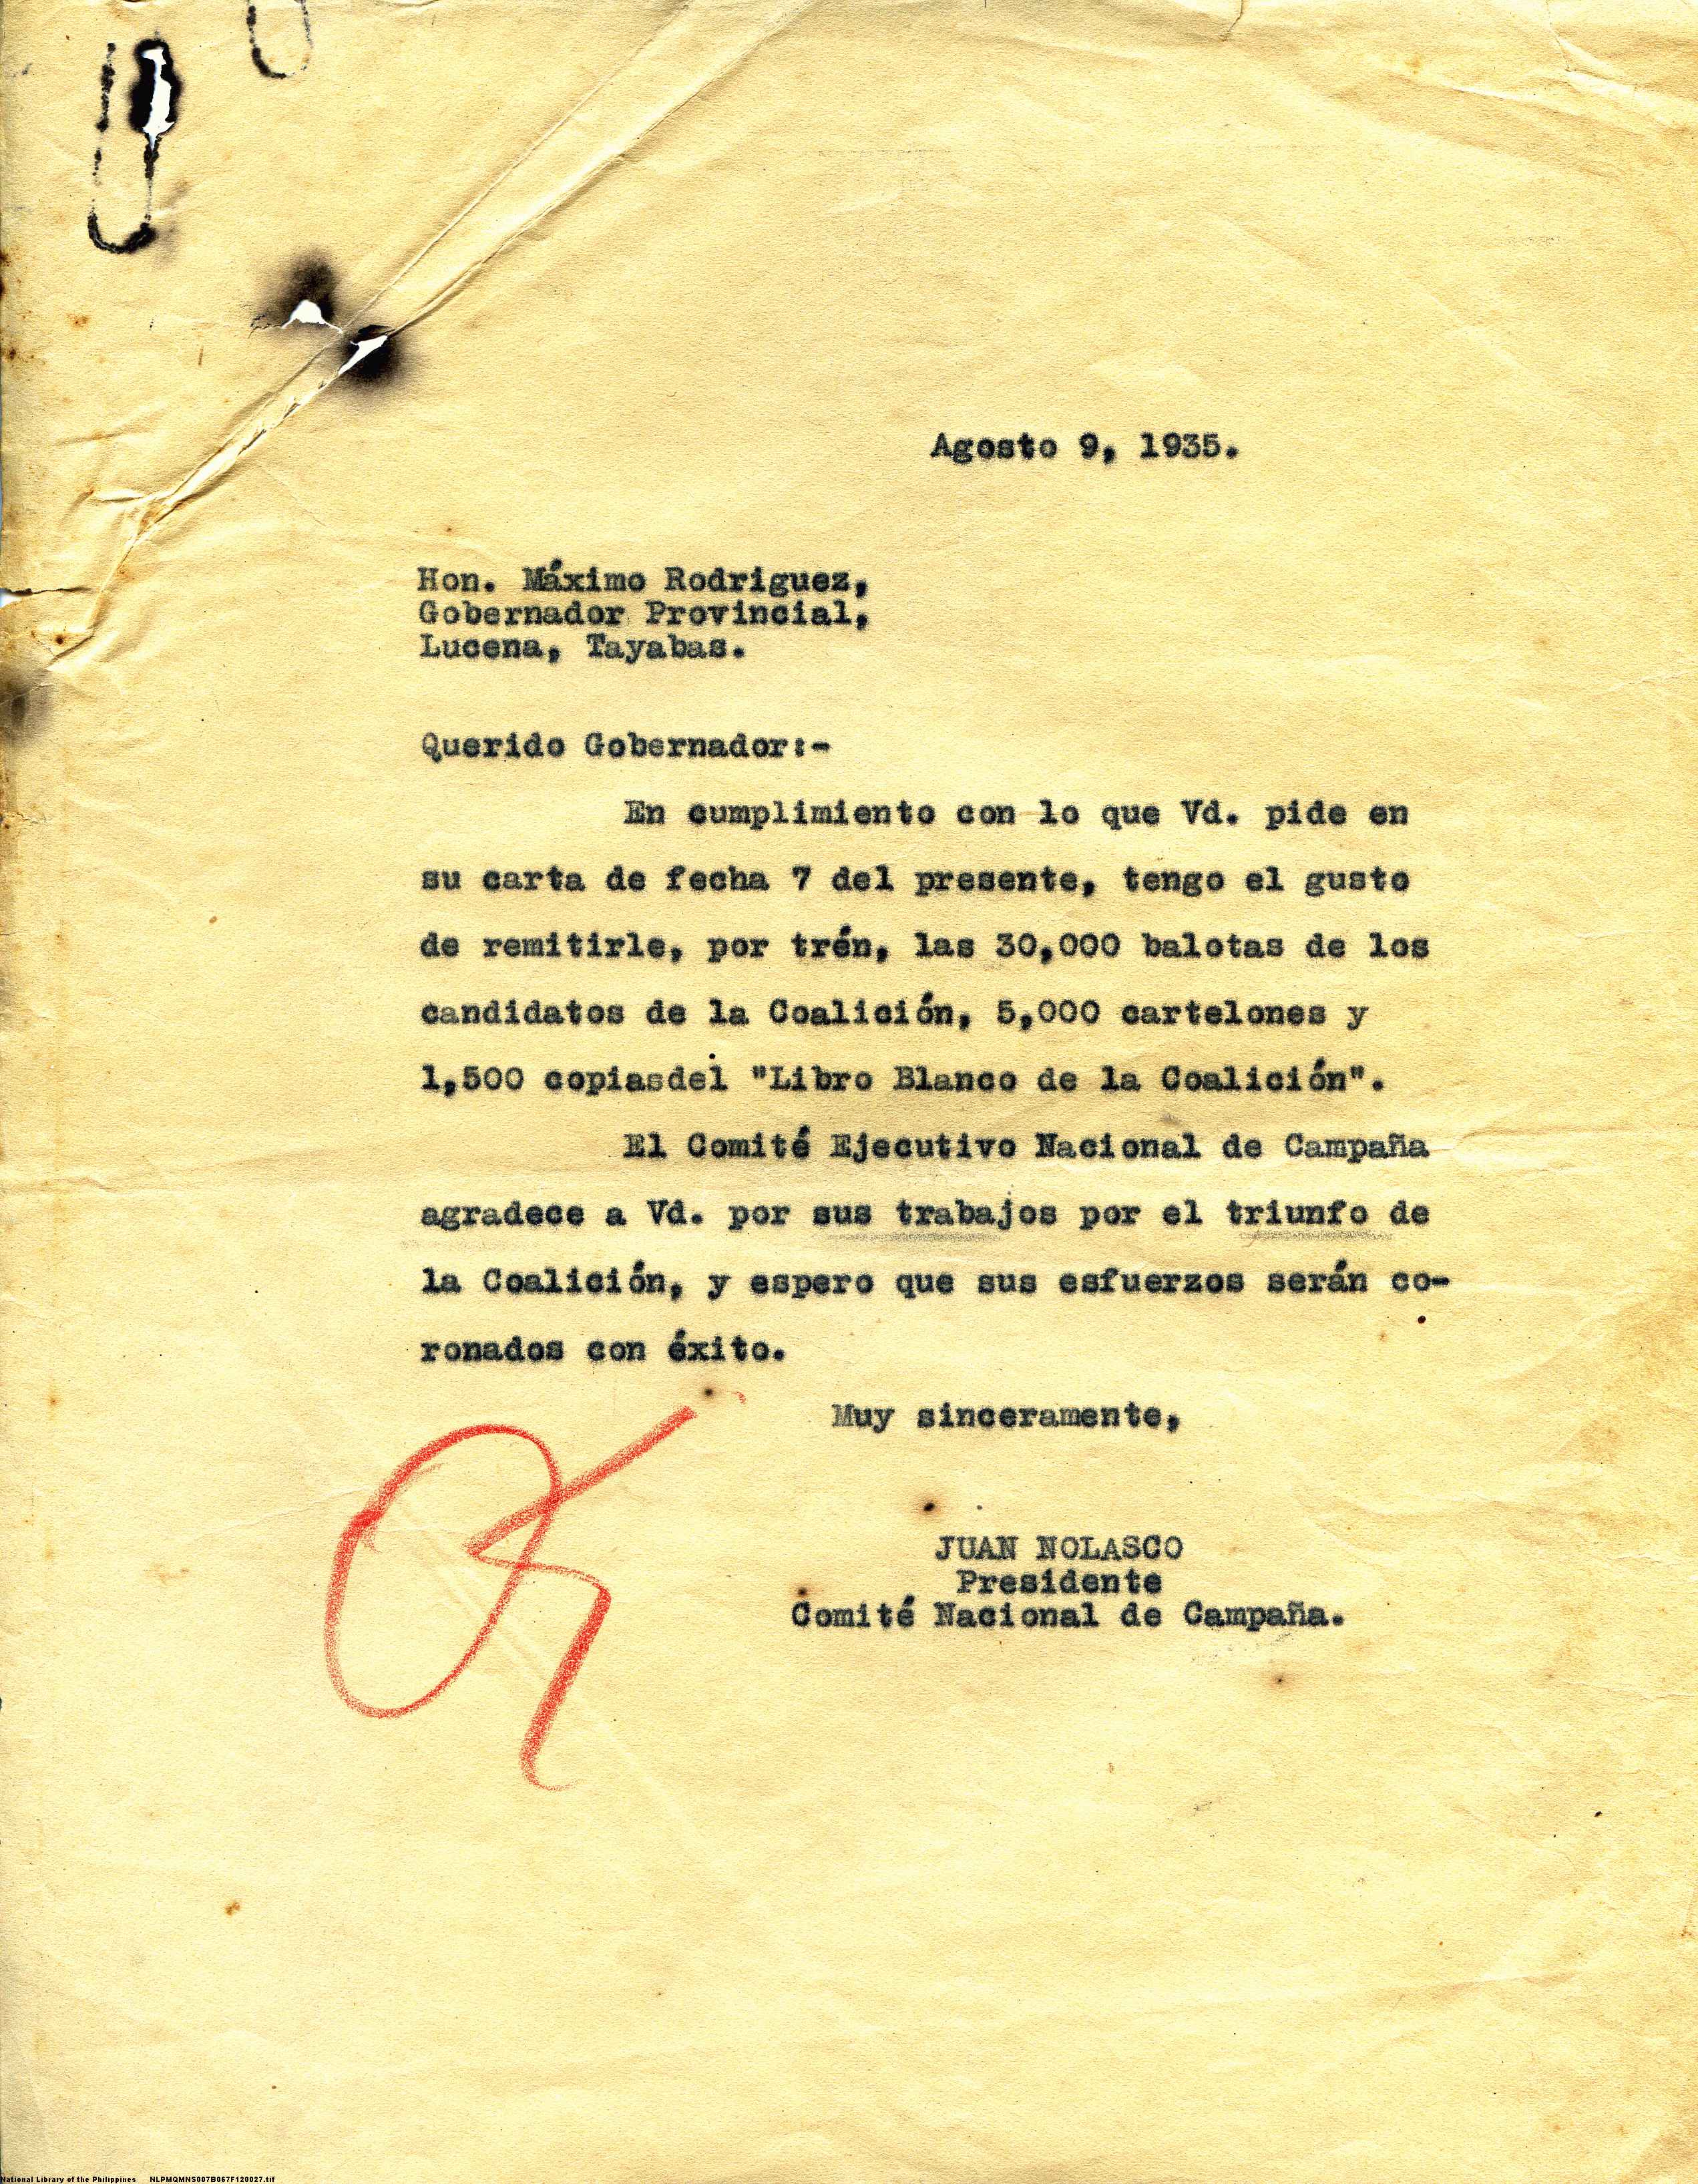 Agosto 9, 1935.
Hon. Máximo Rodriguez,
Gobernador Provincial,
Lucena, Tayabas.
Querido Gobernador:-
En cumplimiento con lo que Vd. pide en
su carta de fecha 7 del presente, tengo el gusto
de remitirle, por trén, las 30,000 balotas de los
candidatos de la Coalición, 5,000 cartelones y
1,500 copiasdel "Libro Blanco de la Coalición".
El Comité Ejecutivo Nacional de Campaña
agradece a Vd. por sus trabajos por el triunfo de
la Coalición, y espero que sus esfuerzos serán co-
ronados con éxito.
Muy sinceramente,
JUAN NOLASCO
Presidente
Comité Nacional de Campaña.
National Library of the Philippines NLPMQMNS007B067F120027.tif